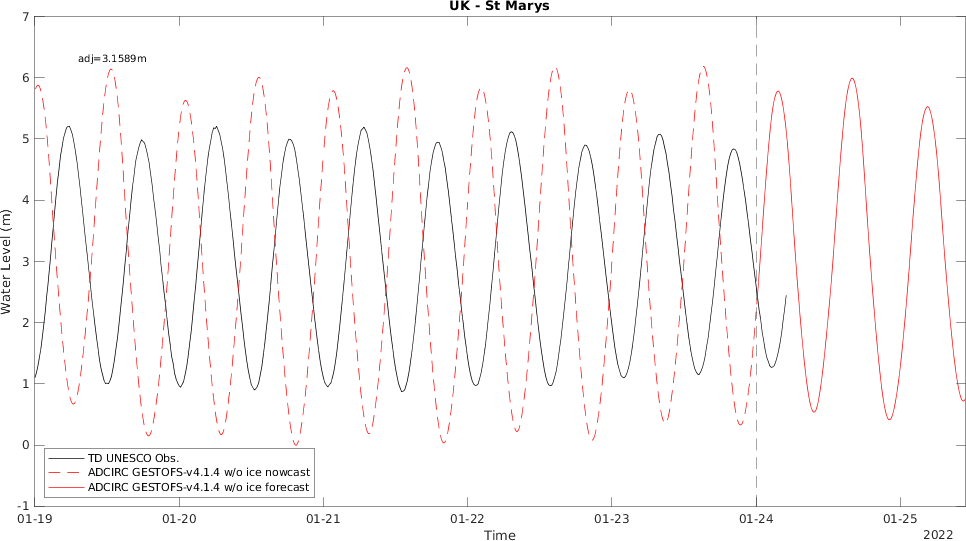 UK - St Marys
7
adj=3.1589m
6
5
4
3
2
1
0
-1
Water Level (m)
TD UNESCO Obs.
ADCIRC GESTOFS-v4.1.4 w/o ice nowcast
ADCIRC GESTOFS-v4.1.4 w/o ice forecast
01-19 01-20 01-21 01-22 01-23 01-24 01-25
Time
2022